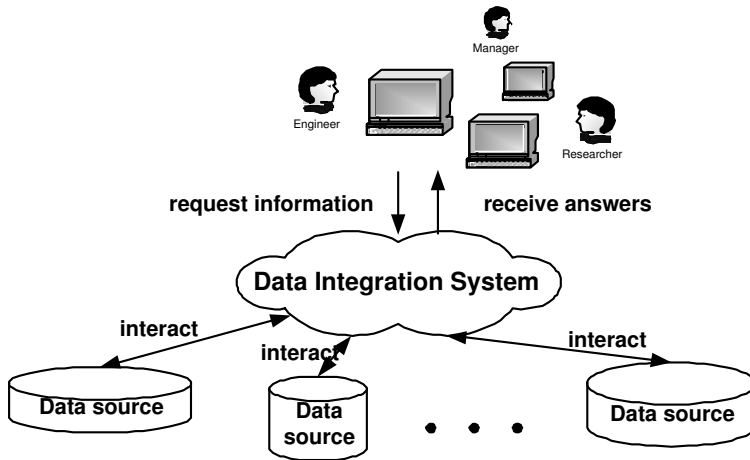 Manager
Engineer
Researcher
request information
receive answers
Data Integration System
interact
interact
interact
Data source
Data
source
Data source